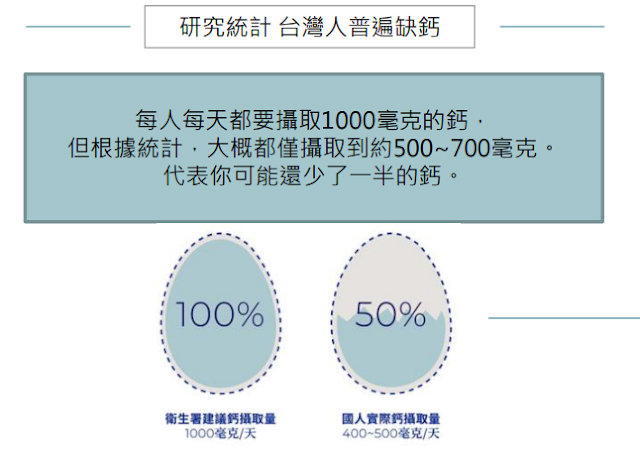 研究統計 台灣人普遍缺鈣
每人每天都要攝取1000毫克的鈣，
但根據統計，大概都僅攝取到約500~700毫克。
代表你可能還少了一半的鈣。
100%
50%
衛生署建議鈣攝取量
1000毫克/天
國人實際鈣攝取量
400~500毫克/天